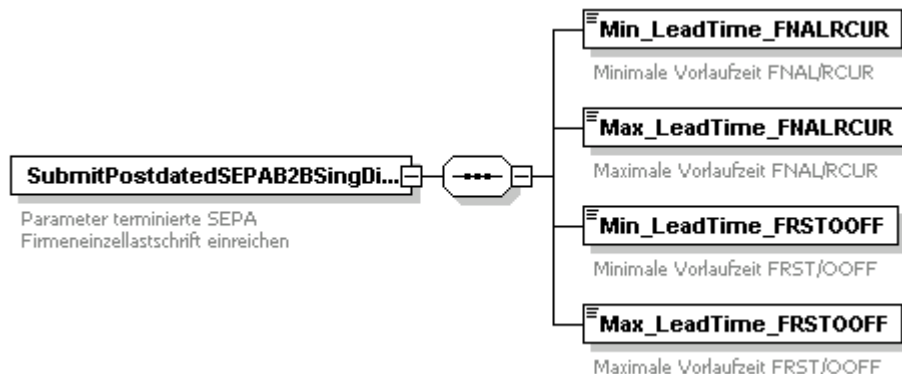 Min_LeadTime_FNALRCUR
Minimale Vorlaufzeit FNAL/RCUR
Max_LeadTime_FNALRCUR
Maximale Vorlaufzeit FNAL/RCUR
SubmitPostdatedSEPAB2BSingDi...
Parameter terminierte SEPA
Firmeneinzellastschrift einreichen
Min_LeadTime_FRSTOOFF
Minimale Vorlaufzeit FRST/OOFF
Max_LeadTime_FRSTOOFF
Maximale Vorlaufzeit FRST/OOFF